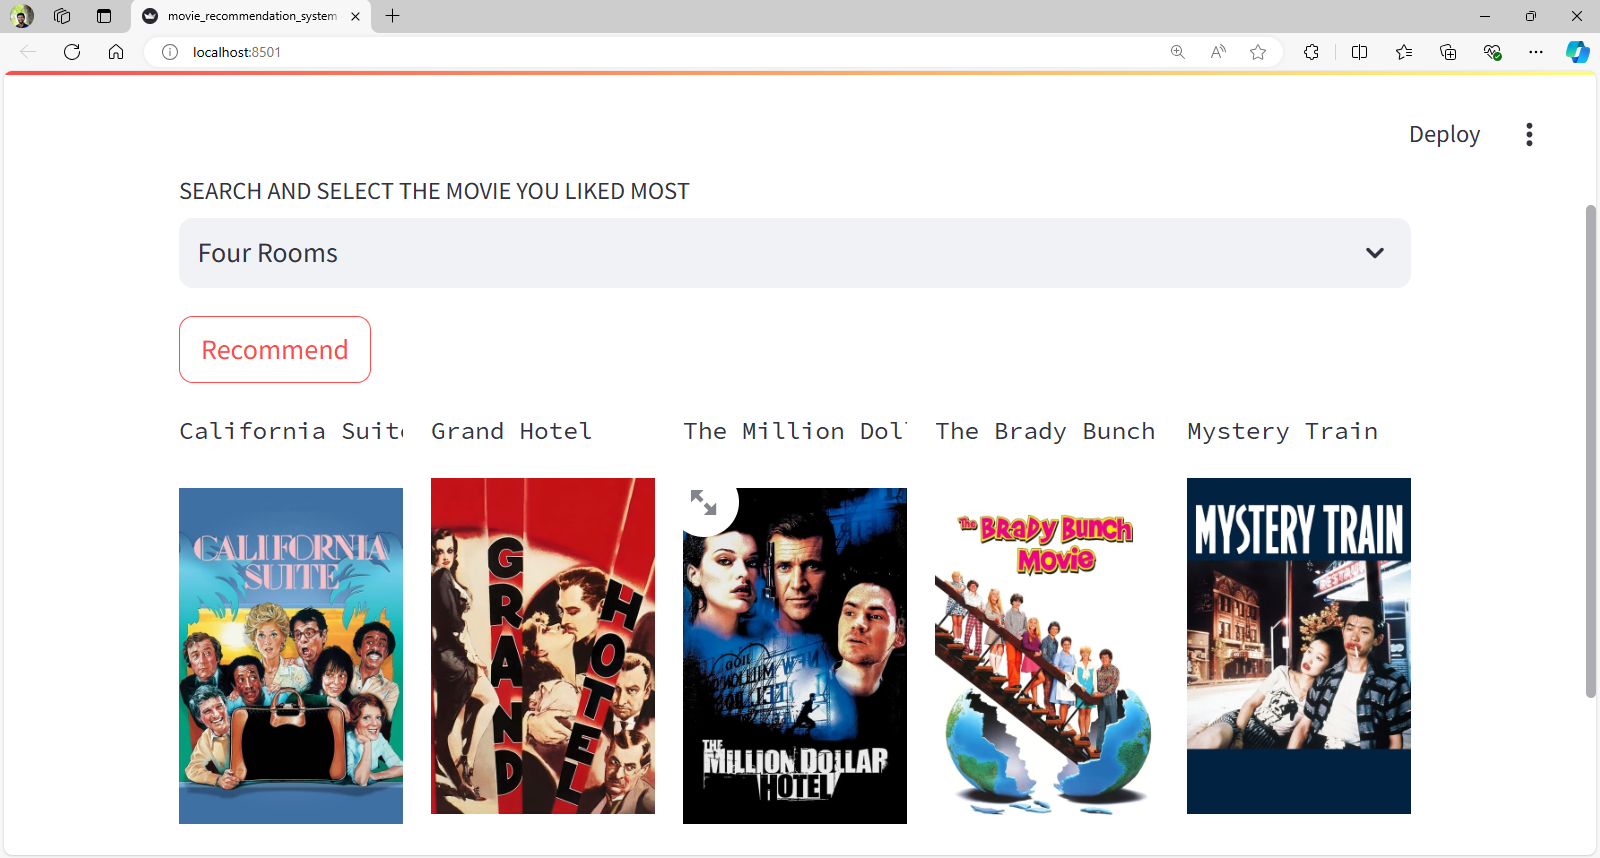 movie_recommendation_system
localhost:8501
Deploy
SEARCH AND SELECT THE MOVIE YOU LIKED MOST
Four Rooms
Recommend
California Suite
Grand Hotel
The Million Dol
The Brady Bunch
Mystery Train
CALIFORNIA
SUITE
GRAND
HOTEL
THE
MILLION DOLLAR
HOTEL
The BRADY BUNCH
MOVIE
MYSTERY TRAIN